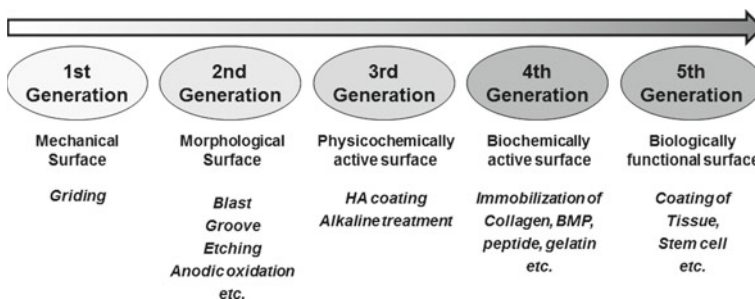 1st
Generation
2nd
Generation
3rd
Generation
4th
Generation
5th
Generation
Mechanical
Surface
Morphological
Surface
Physicochemically
active surface
Biochemically
active surface
Biologically
functional surface
Griding
Blast
Groove
Etching
Anodic oxidation
etc.
HA coating
Alkaline treatment
Immobilization of
Collagen, BMP,
peptide, gelatin
etc.
Coating of
Tissue,
Stem cell
etc.